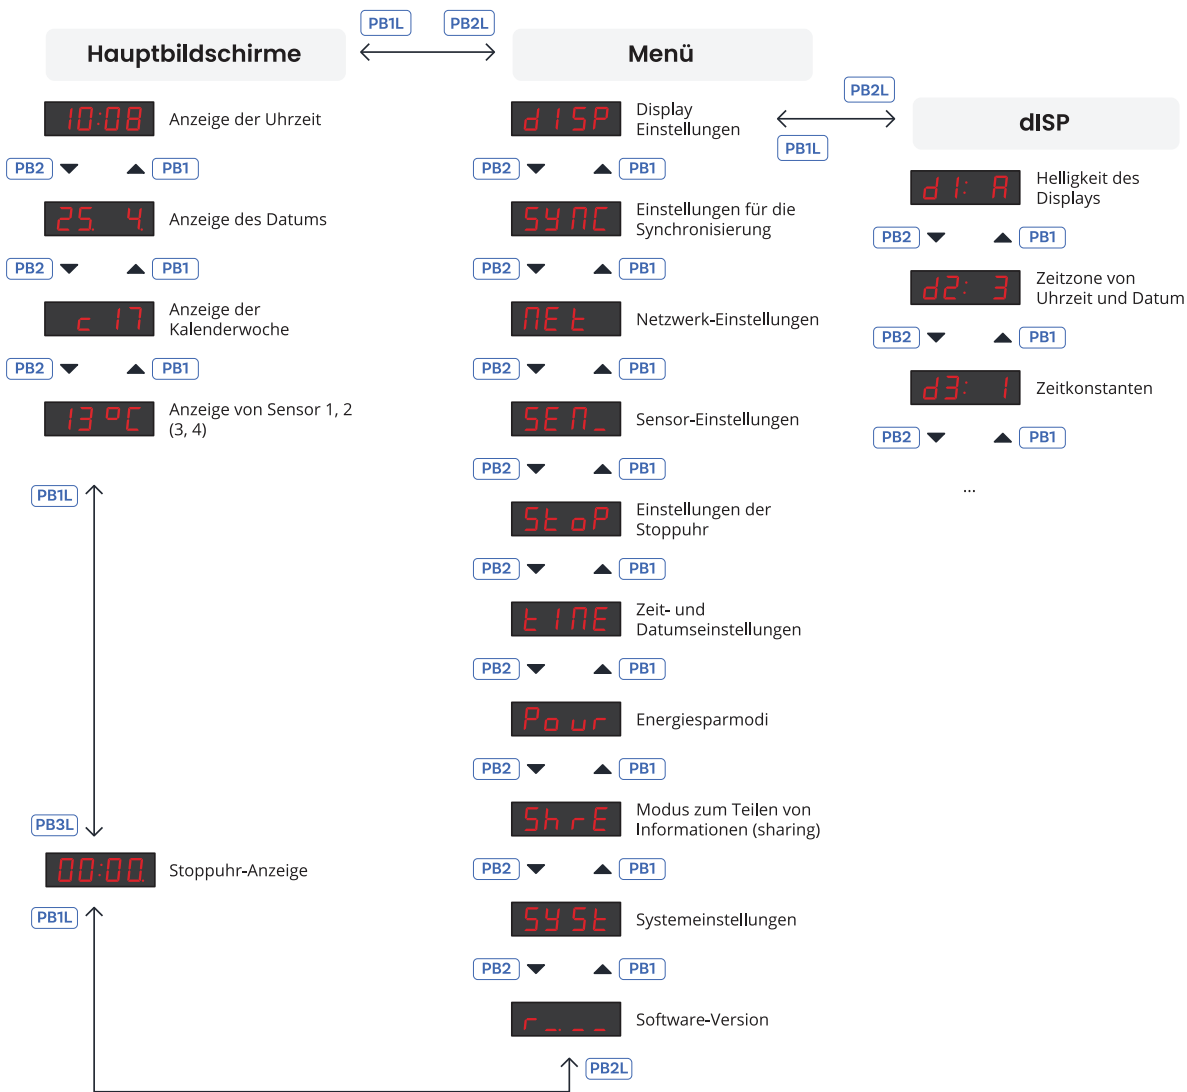 PB1L PB2L
Hauptbildschirme
Menü
10:08
Anzeige der Uhrzeit
PB2 PB1
25. 4.
Anzeige des Datums
PB2 PB1
c 17
Anzeige der
Kalenderwoche
PB2 PB1
13 °C
Anzeige von Sensor 1, 2
(3, 4)
PB1L
PB3L
00:00.
Stoppuhr-Anzeige
PB1L
dISP
Display
Einstellungen
PB2 PB1
SYNC
Einstellungen für die
Synchronisierung
PB2 PB1
NEt
Netzwerk-Einstellungen
PB2 PB1
SEN_
Sensor-Einstellungen
PB2 PB1
StoP
Einstellungen der
Stoppuhr
PB2 PB1
tIME
Zeit- und
Datumseinstellungen
PB2 PB1
Pour
Energiesparmodi
PB2 PB1
ShrE
Modus zum Teilen von
Informationen (sharing)
PB2 PB1
SYSt
Systemeinstellungen
PB2 PB1
r_._ _
Software-Version
PB2L
PB2L
PB1L
dISP
d1: A
Helligkeit des
Displays
PB2 PB1
d2: 3
Zeitzone von
Uhrzeit und Datum
PB2 PB1
d3: 1
Zeitkonstanten
PB2 PB1
...